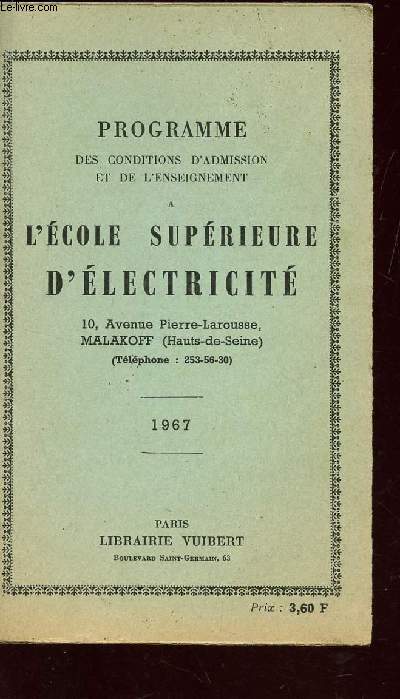 www.le-livre.com
PROGRAMME
DES CONDITIONS D'ADMISSION
ET DE L'ENSEIGNEMENT
A
L'ÉCOLE SUPÉRIEURE
D'ÉLECTRICITÉ
10, Avenue Pierre-Larousse,
MALAKOFF (Hauts-de-Seine)
(Téléphone : 253-56-30)
1967
PARIS
LIBRAIRIE VUIBERT
BOULEVARD SAINT-GERMAIN, 63
Prix : 3,60 F